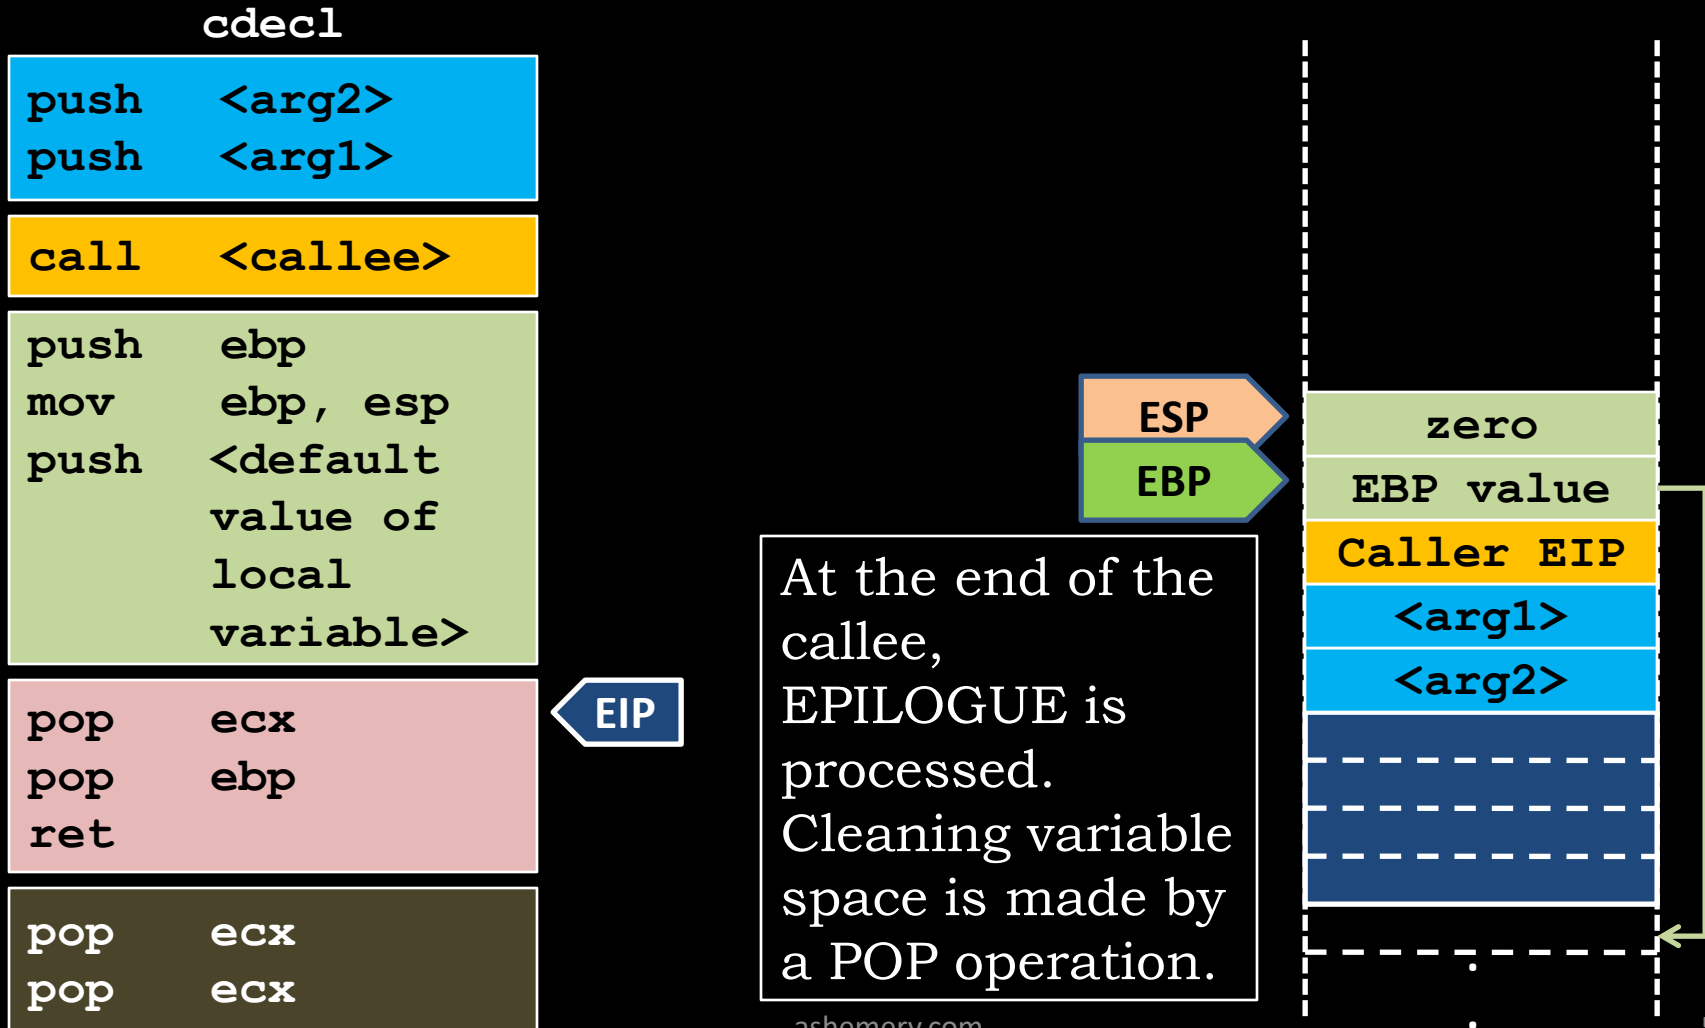 cdecl
push <arg2>
push <arg1>
call <callee>
push ebp
mov ebp, esp
push <default
value of
local
variable>
pop ecx
pop ebp
ret
pop ecx
pop ecx
EIP
ESP
EBP
At the end of the
callee,
EPILOGUE is
processed.
Cleaning variable
space is made by
a POP operation.
zero
EBP value
Caller EIP
<arg1>
<arg2>
ashemery.com